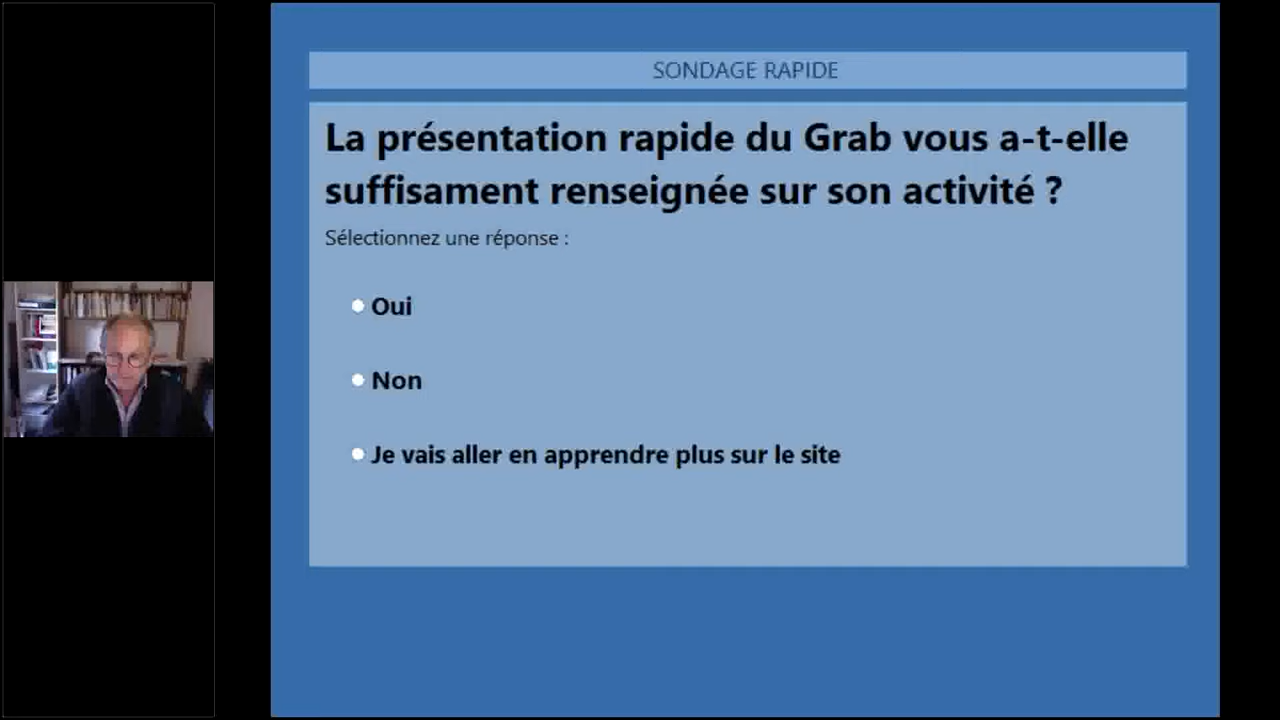 SONDAGE RAPIDE
La présentation rapide du Grab vous a-t-elle
suffisament renseignée sur son activité ?
Sélectionnez une réponse :
Oui
Non
Je vais aller en apprendre plus sur le site